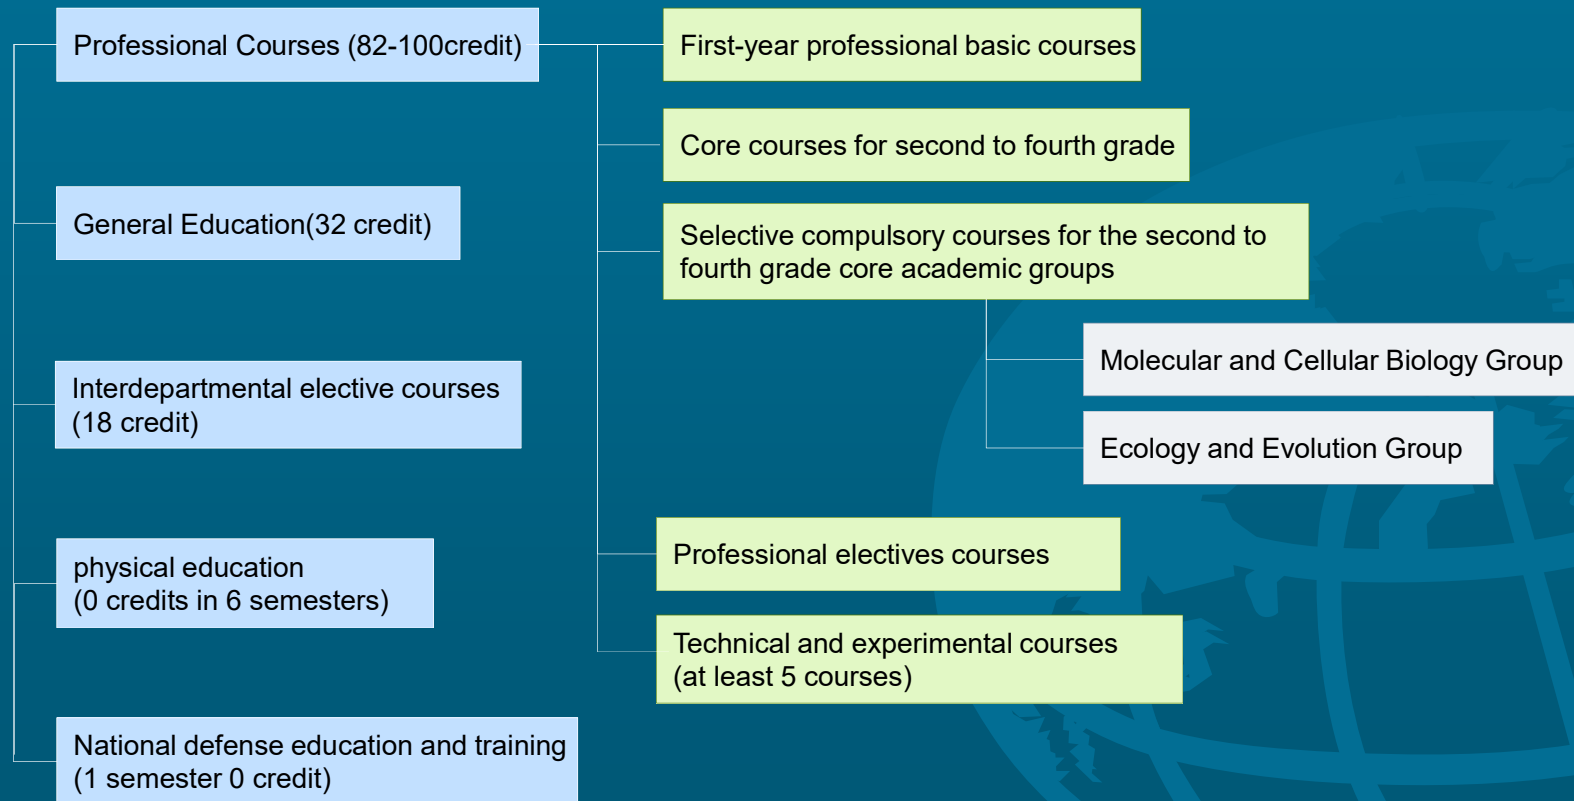 Professional Courses (82-100credit)
General Education(32 credit)
Interdepartmental elective courses
(18 credit)
physical education
(0 credits in 6 semesters)
National defense education and training
(1 semester 0 credit)
First-year professional basic courses
Core courses for second to fourth grade
Selective compulsory courses for the second to
fourth grade core academic groups
Molecular and Cellular Biology Group
Ecology and Evolution Group
Professional electives courses
Technical and experimental courses
(at least 5 courses)